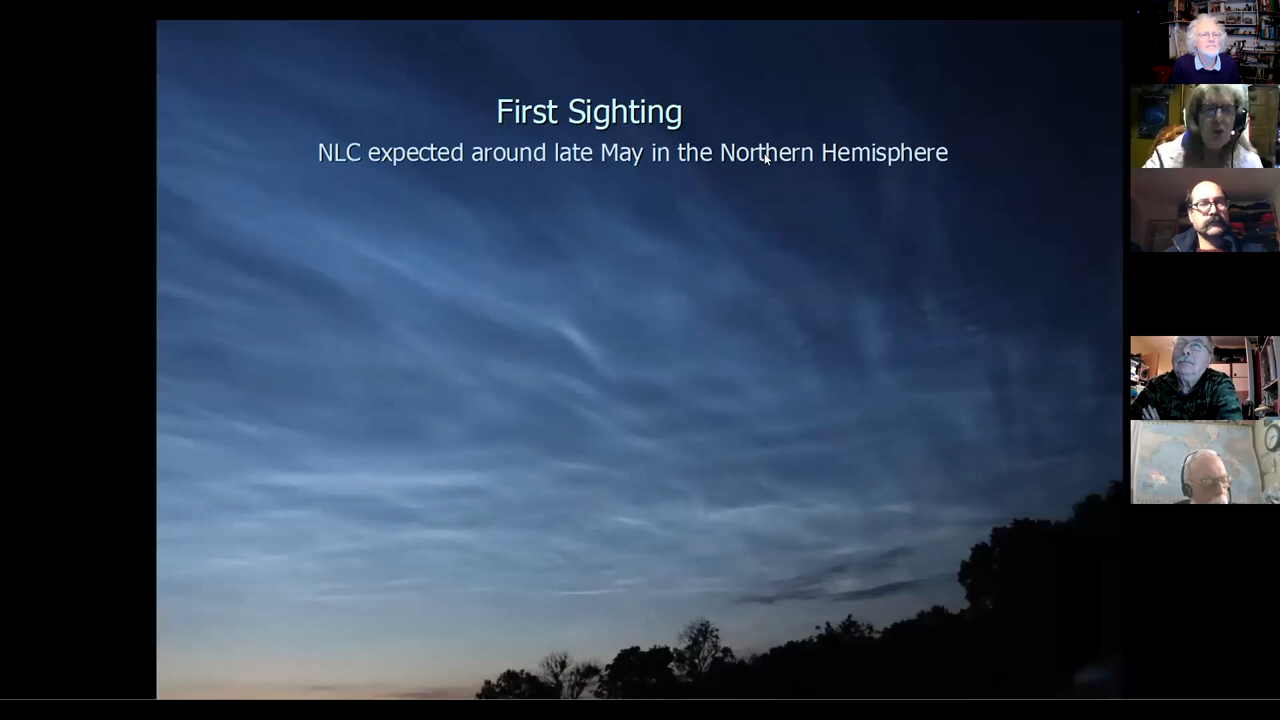 First Sighting
NLC expected around late May in the Northern Hemisphere